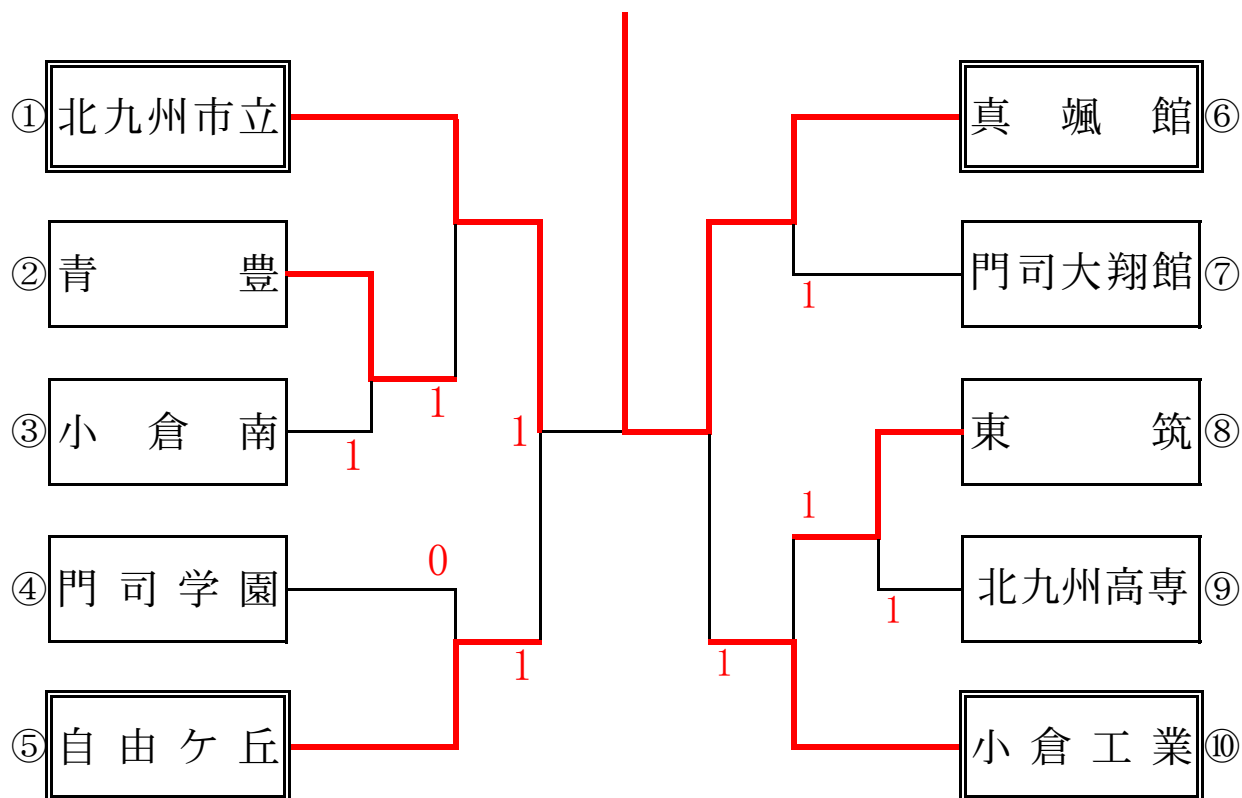 ① 北九州市立
② 青豊
1
③ 小倉南
1
1
④ 門司学園
0
1
⑤ 自由ケ丘
真颯館 ⑥
門司大翔館 ⑦
1
東筑 ⑧
1
北九州高専 ⑨
1
1
小倉工業 ⑩